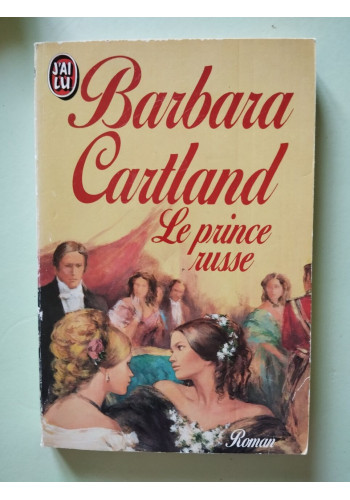 J'AI
LU
Barbara
Cartland
Le prince
russe
Roman